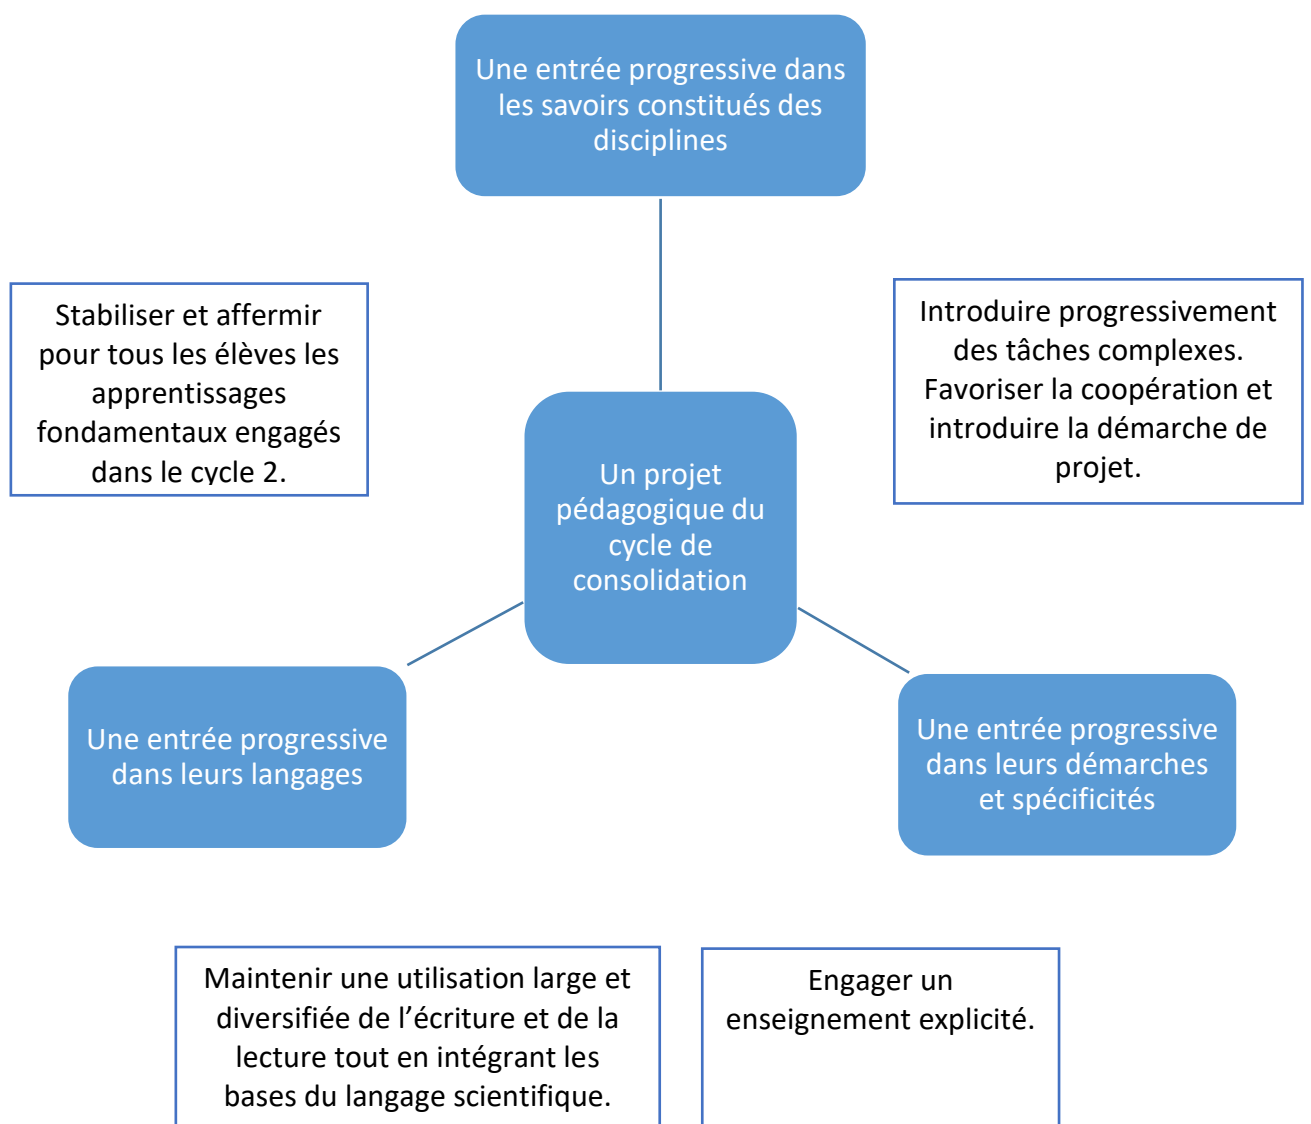 Une entrée progressive dans
les savoirs constitués des
disciplines
Stabiliser et affermir
pour tous les élèves les
apprentissages
fondamentaux engagés
dans le cycle 2.
Introduire progressivement
des tâches complexes.
Favoriser la coopération et
introduire la démarche de
projet.
Un projet
pédagogique du
cycle de
consolidation
Une entrée progressive
dans leurs langages
Une entrée progressive
dans leurs démarches
et spécificités
Maintenir une utilisation large et
diversifiée de l’écriture et de la
lecture tout en intégrant les
bases du langage scientifique.
Engager un
enseignement explicité.